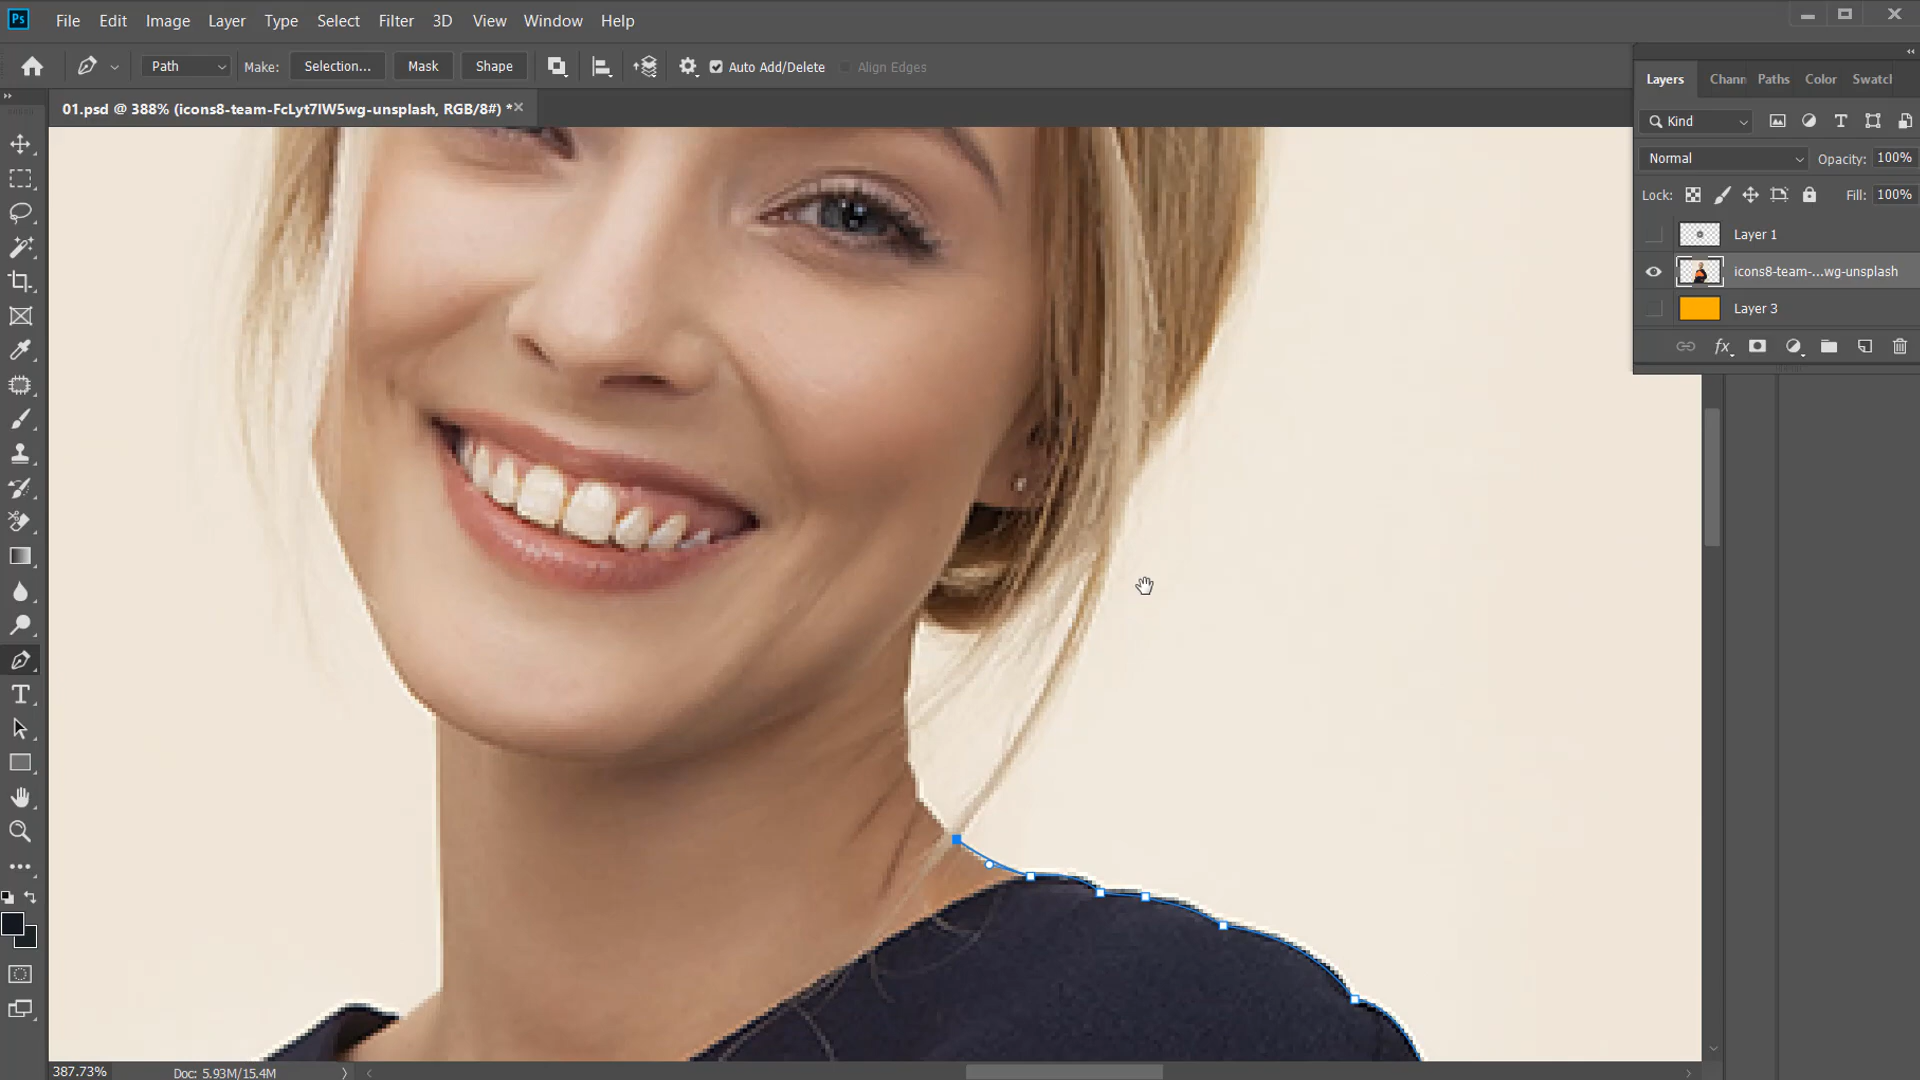 Ps File Edit Image Layer Type Select Filter 3D View Window Help
Path Make: Selection... Mask Shape Auto Add/Delete Align Edges
01.psd @ 388% (icons8-team-FcLyt7lW5wg-unsplash, RGB/8#) *
Layers Chann Paths Color Swatcl
Kind
Normal Opacity: 100%
Lock: Fill: 100%
Layer 1
icons8-team-...wg-unsplash
Layer 3
fx
387.73% Doc: 5.93M/15.4M